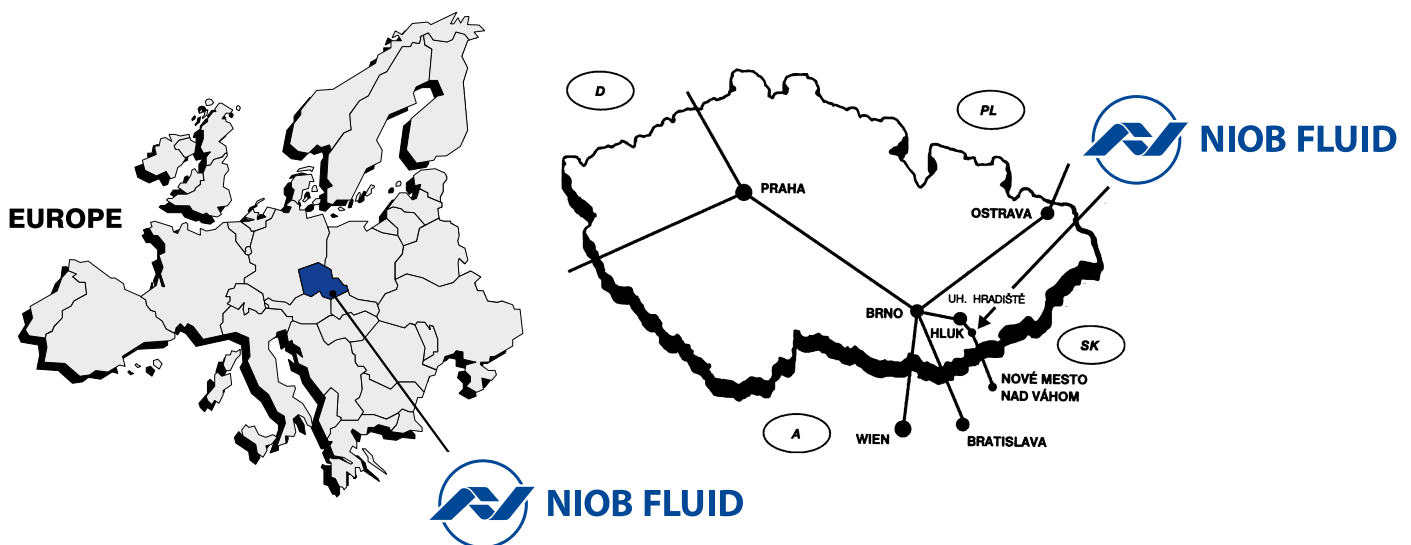 EUROPE
NIOB FLUID
D
PL
NIOB FLUID
PRAHA
OSTRAVA
UH. HRADIŠTĚ
BRNO
HLUK
SK
NOVÉ MESTO
NAD VÁHOM
A
WIEN
BRATISLAVA